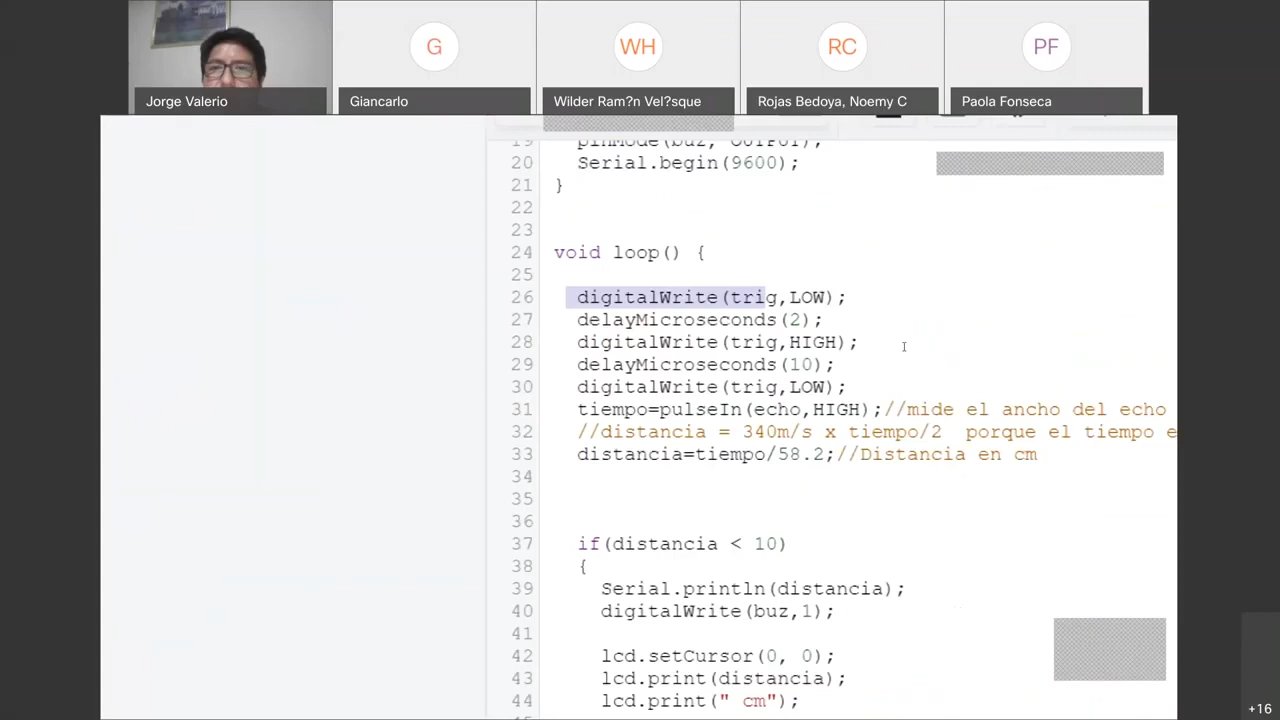 G
WH
RC
PF
Jorge Valerio
Giancarlo
Wilder Ram?n Vel?sque
Rojas Bedoya, Noemy C
Paola Fonseca
19 pinMode(buz, OUTPUT);
20 Serial.begin(9600);
21 }
22
23
24 void loop() {
25
26 digitalWrite(trig,LOW);
27 delayMicroseconds(2);
28 digitalWrite(trig,HIGH);
29 delayMicroseconds(10);
30 digitalWrite(trig,LOW);
31 tiempo=pulseIn(echo,HIGH);//mide el ancho del echo
32 //distancia = 340m/s x tiempo/2 porque el tiempo e
33 distancia=tiempo/58.2;//Distancia en cm
34
35
36
37 if(distancia < 10)
38 {
39 Serial.println(distancia);
40 digitalWrite(buz,1);
41
42 lcd.setCursor(0, 0);
43 lcd.print(distancia);
44 lcd.print(" cm");
+16